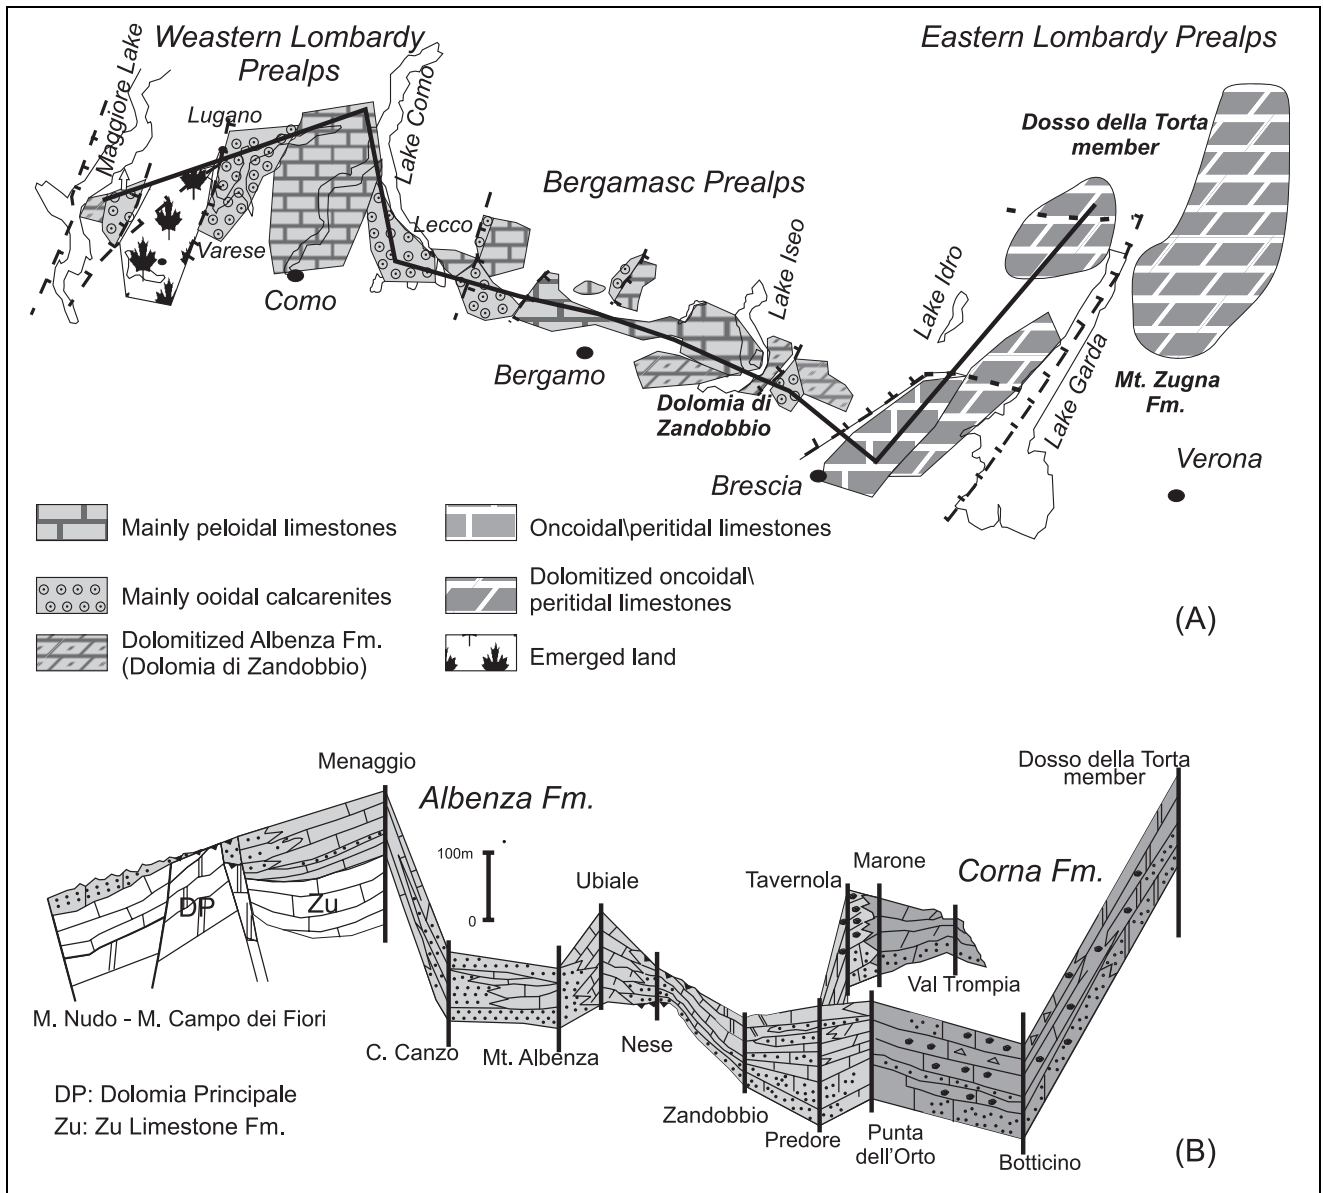 Weastern Lombardy
Prealps
Eastern Lombardy Prealps
Maggiore Lake
Lugano
Lake Como
Dosso della Torta
member
Bergamasc Prealps
Lecco
Varese
Lake Iseo
Lake Idro
Como
Bergamo
Dolomia di
Zandobbio
Lake Garda
Mt. Zugna
Fm.
Brescia
Verona
Mainly peloidal limestones
Oncoidal\peritidal limestones
Mainly ooidal calcarenites
Dolomitized oncoidal\
peritidal limestones
(A)
Dolomitized Albenza Fm.
(Dolomia di Zandobbio)
Emerged land
Menaggio
Dosso della Torta
member
Albenza Fm.
100m
0
Ubiale
Tavernola
Marone
Corna Fm.
DP
Zu
Val Trompia
M. Nudo - M. Campo dei Fiori
C. Canzo
Mt. Albenza
Nese
Zandobbio
Predore
Punta
dell'Orto
Botticino
DP: Dolomia Principale
Zu: Zu Limestone Fm.
(B)